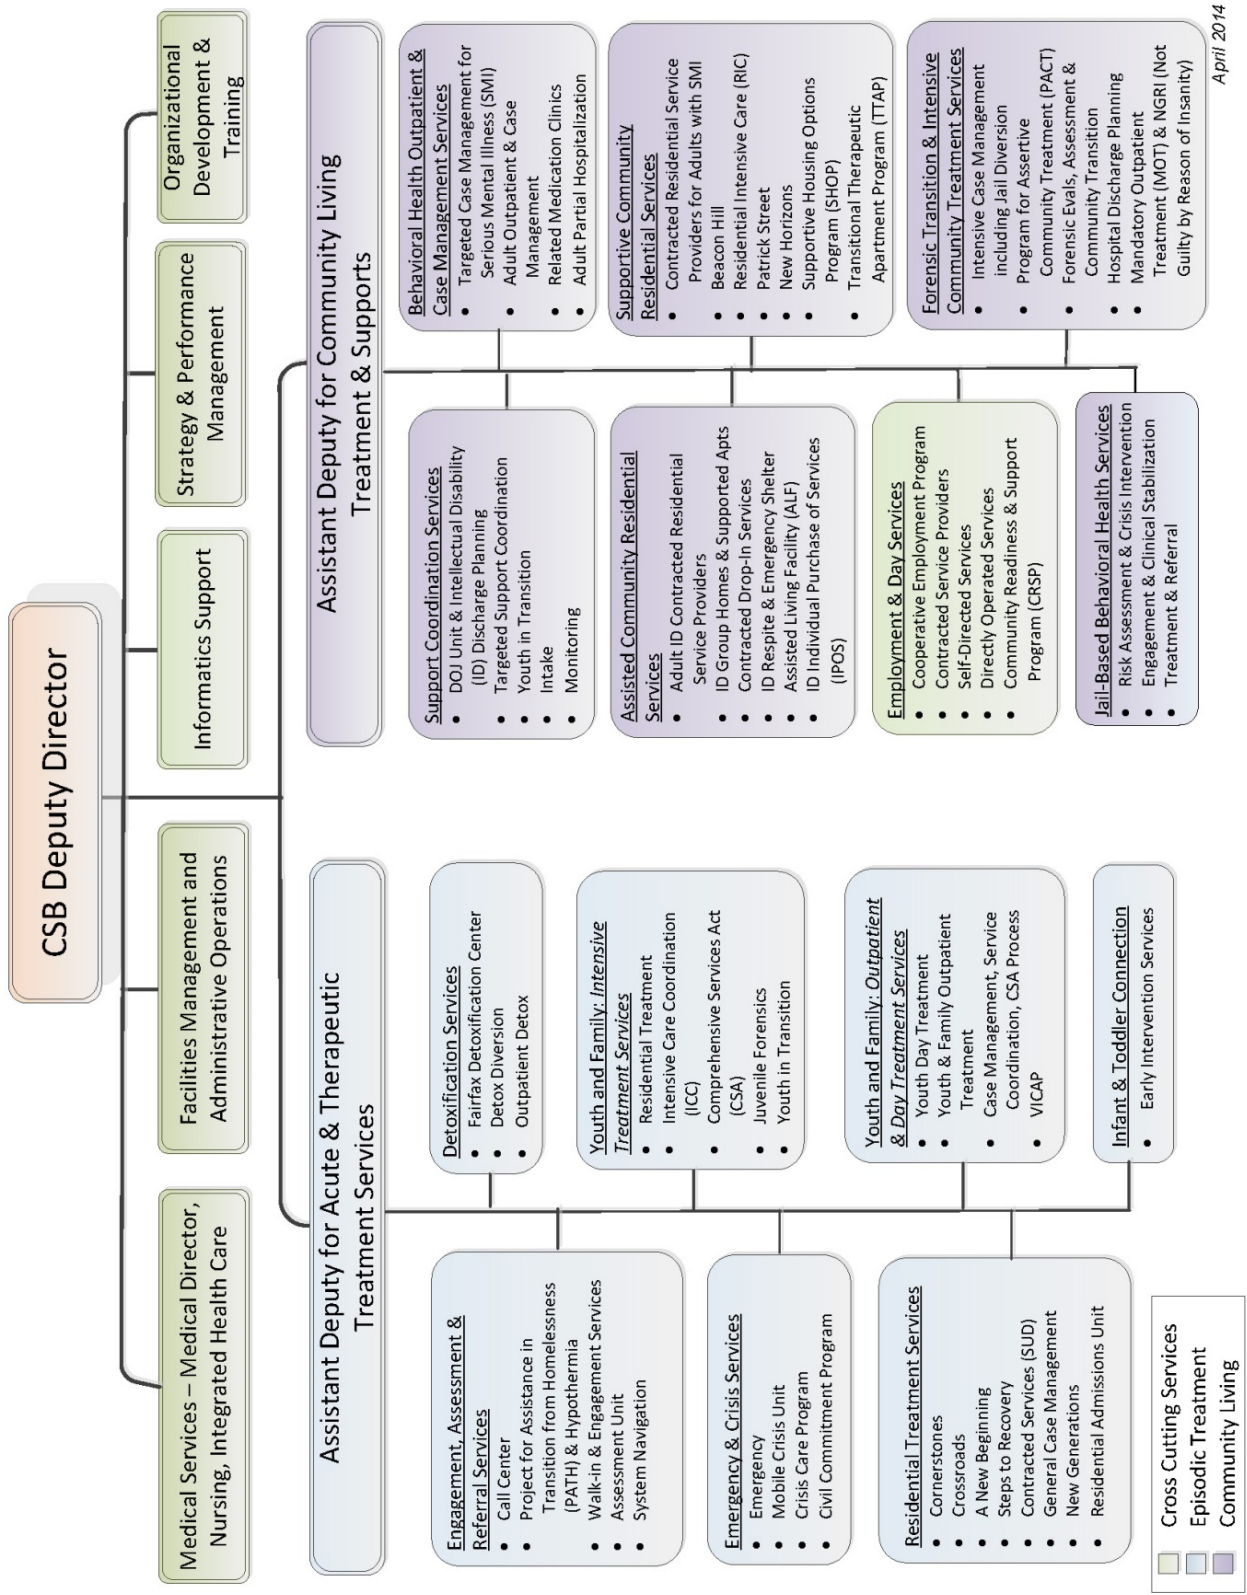 CSB Deputy Director
Medical Services – Medical Director,
Nursing, Integrated Health Care
Facilities Management and
Administrative Operations
Informatics Support
Strategy & Performance
Management
Organizational
Development &
Training
Assistant Deputy for Acute & Therapeutic
Treatment Services
Engagement, Assessment &
Referral Services
• Call Center
• Project for Assistance in
Transition from Homelessness
(PATH) & Hypothermia
• Walk-in & Engagement Services
• Assessment Unit
• System Navigation
Emergency & Crisis Services
• Emergency
• Mobile Crisis Unit
• Crisis Care Program
• Civil Commitment Program
Residential Treatment Services
• Cornerstones
• Crossroads
• A New Beginning
• Steps to Recovery
• Contracted Services (SUD)
• General Case Management
• New Generations
• Residential Admissions Unit
Detoxification Services
• Fairfax Detoxification Center
• Detox Diversion
• Outpatient Detox
Youth and Family: Intensive
Treatment Services
• Residential Treatment
• Intensive Care Coordination
(ICC)
• Comprehensive Services Act
(CSA)
• Juvenile Forensics
• Youth in Transition
Youth and Family: Outpatient
& Day Treatment Services
• Youth Day Treatment
• Youth & Family Outpatient
Treatment
• Case Management, Service
Coordination, CSA Process
• VICAP
Infant & Toddler Connection
• Early Intervention Services
Assistant Deputy for Community Living
Treatment & Supports
Support Coordination Services
• DOJ Unit & Intellectual Disability
(ID) Discharge Planning
• Targeted Support Coordination
• Youth in Transition
• Intake
• Monitoring
Assisted Community Residential
Services
• Adult ID Contracted Residential
Service Providers
• ID Group Homes & Supported Apts
• Contracted Drop-In Services
• ID Respite & Emergency Shelter
• Assisted Living Facility (ALF)
• ID Individual Purchase of Services
(IPOS)
Employment & Day Services
• Cooperative Employment Program
• Contracted Service Providers
• Self-Directed Services
• Directly Operated Services
• Community Readiness & Support
Program (CRSP)
Jail-Based Behavioral Health Services
• Risk Assessment & Crisis Intervention
• Engagement & Clinical Stabilization
• Treatment & Referral
Behavioral Health Outpatient &
Case Management Services
• Targeted Case Management for
Serious Mental Illness (SMI)
• Adult Outpatient & Case
Management
• Related Medication Clinics
• Adult Partial Hospitalization
Supportive Community
Residential Services
• Contracted Residential Service
Providers for Adults with SMI
• Beacon Hill
• Residential Intensive Care (RIC)
• Patrick Street
• New Horizons
• Supportive Housing Options
Program (SHOP)
• Transitional Therapeutic
Apartment Program (TTAP)
Forensic Transition & Intensive
Community Treatment Services
• Intensive Case Management
including Jail Diversion
• Program for Assertive
Community Treatment (PACT)
• Forensic Evals, Assessment &
Community Transition
• Hospital Discharge Planning
• Mandatory Outpatient
Treatment (MOT) & NGRI (Not
Guilty by Reason of Insanity)
Cross Cutting Services
Episodic Treatment
Community Living
April 2014